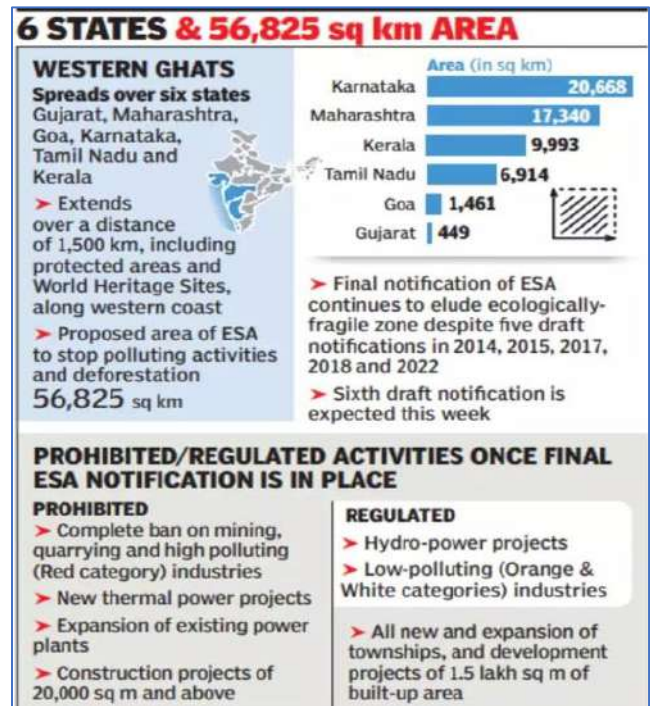 6 STATES & 56,825 sq km AREA
WESTERN GHATS
Spreads over six states
Gujarat, Maharashtra,
Goa, Karnataka,
Tamil Nadu and
Kerala
➤ Extends
over a distance
of 1,500 km, including
protected areas and
World Heritage Sites,
along western coast
➤ Proposed area of ESA
to stop polluting activities
and deforestation
56,825 sq km
Area (in sq km)
Karnataka 20,668
Maharashtra 17,340
Kerala 9,993
Tamil Nadu 6,914
Goa 1,461
Gujarat 449
➤ Final notification of ESA
continues to elude ecologically-
fragile zone despite five draft
notifications in 2014, 2015, 2017,
2018 and 2022
➤ Sixth draft notification is
expected this week
PROHIBITED/REGULATED ACTIVITIES ONCE FINAL
ESA NOTIFICATION IS IN PLACE
PROHIBITED
➤ Complete ban on mining,
quarrying and high polluting
(Red category) industries
➤ New thermal power projects
➤ Expansion of existing power
plants
➤ Construction projects of
20,000 sq m and above
REGULATED
➤ Hydro-power projects
➤ Low-polluting (Orange &
White categories) industries
➤ All new and expansion of
townships, and development
projects of 1.5 lakh sq m of
built-up area